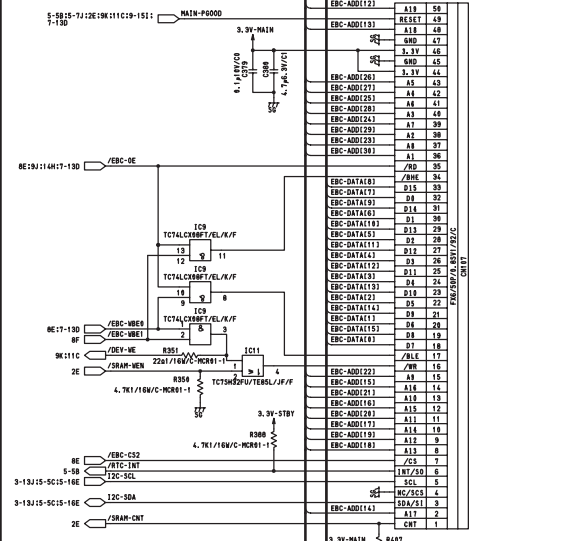 EBC-ADD[12] A19 50
5-5B:5-7J:2E:9K:11C:9-15I: MAIN-PGOOD RESET 49
7-13D
EBC-ADD[13] A18 48
3.3V-MAIN SG GND 47
3.3V 46
SG GND 45
0.1μ10V/C0 C379 C380 4.7μ6.3V/C1
3.3V 44
EBC-ADD[26] A5 43
EBC-ADD[27] A4 42
EBC-ADD[25] A6 41
EBC-ADD[28] A3 40
SG
EBC-ADD[24] A7 39
EBC-ADD[29] A2 38
EBC-ADD[23] A8 37
EBC-ADD[30] A1 36
8E:9J:14H:7-13D /EBC-OE /RD 35
/BHE 34
EBC-DATA[8] D15 33
EBC-DATA[7] D0 32
EBC-DATA[9] D14 31
EBC-DATA[6] D1 30
EBC-DATA[10] D13 29
EBC-DATA[5] D2 28
EBC-DATA[11] D12 27
EBC-DATA[4] D3 26
EBC-DATA[12] D11 25
EBC-DATA[3] D4 24
EBC-DATA[13] D10 23
EBC-DATA[2] D5 22
EBC-DATA[14] D9 21
EBC-DATA[1] D6 20
EBC-DATA[15] D8 19
EBC-DATA[0] D7 18
/BLE 17
/WR 16
IC9
TC74LCX08FT/EL/K/F
13
12
11
IC9
TC74LCX08FT/EL/K/F
10
9
8
IC9
TC74LCX08FT/EL/K/F
8E:7-13D /EBC-WBE0 1 & 3
8F /EBC-WBE1 2
9K:11C /DEV-WE R351 IC11
22±1/16W/C-MCR01-1
2E /SRAM-WEN 1 4
2
R350 TC7SH32FU/TE85L/JF/F
4.7K1/16W/C-MCR01-1
SG
EBC-ADD[22] A9 15
EBC-ADD[15] A16 14
EBC-ADD[21] A10 13
EBC-ADD[16] A15 12
EBC-ADD[20] A11 11
EBC-ADD[17] A14 10
EBC-ADD[19] A12 9
EBC-ADD[18] A13 8
3.3V-STBY
R388
4.7K1/16W/C-MCR01-1
8E /EBC-CS2 /CS 7
5-5B /RTC-INT INT/SO 6
3-13J:5-5C:5-16E I2C-SCL SCL 5
SG NC/SCS 4
3-13J:5-5C:5-16E I2C-SDA SDA/SI 3
EBC-ADD[14] A17 2
2E /SRAM-CNT CNT 1
3.3V-MAIN R407
FX6/50P/0.8SV1/92/C
CN107